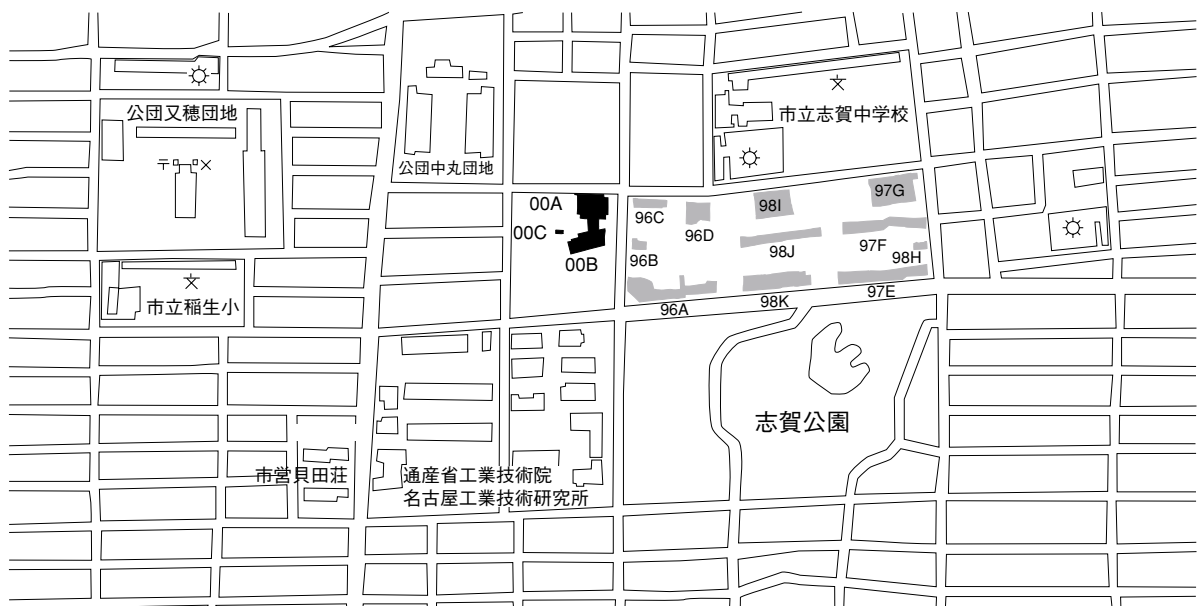 公団又穂団地
市立志賀中学校
公団中丸団地
00A
96C
96D
98I
97G
00C
00B
96B
98J
97F
98H
市立稲生小
96A
98K
97E
志賀公園
市営貝田荘
通産省工業技術院
名古屋工業技術研究所